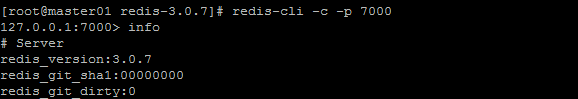 [root@master01 redis-3.0.7]# redis-cli -c -p 7000
127.0.0.1:7000> info
# Server
redis_version:3.0.7
redis_git_sha1:00000000
redis_git_dirty:0